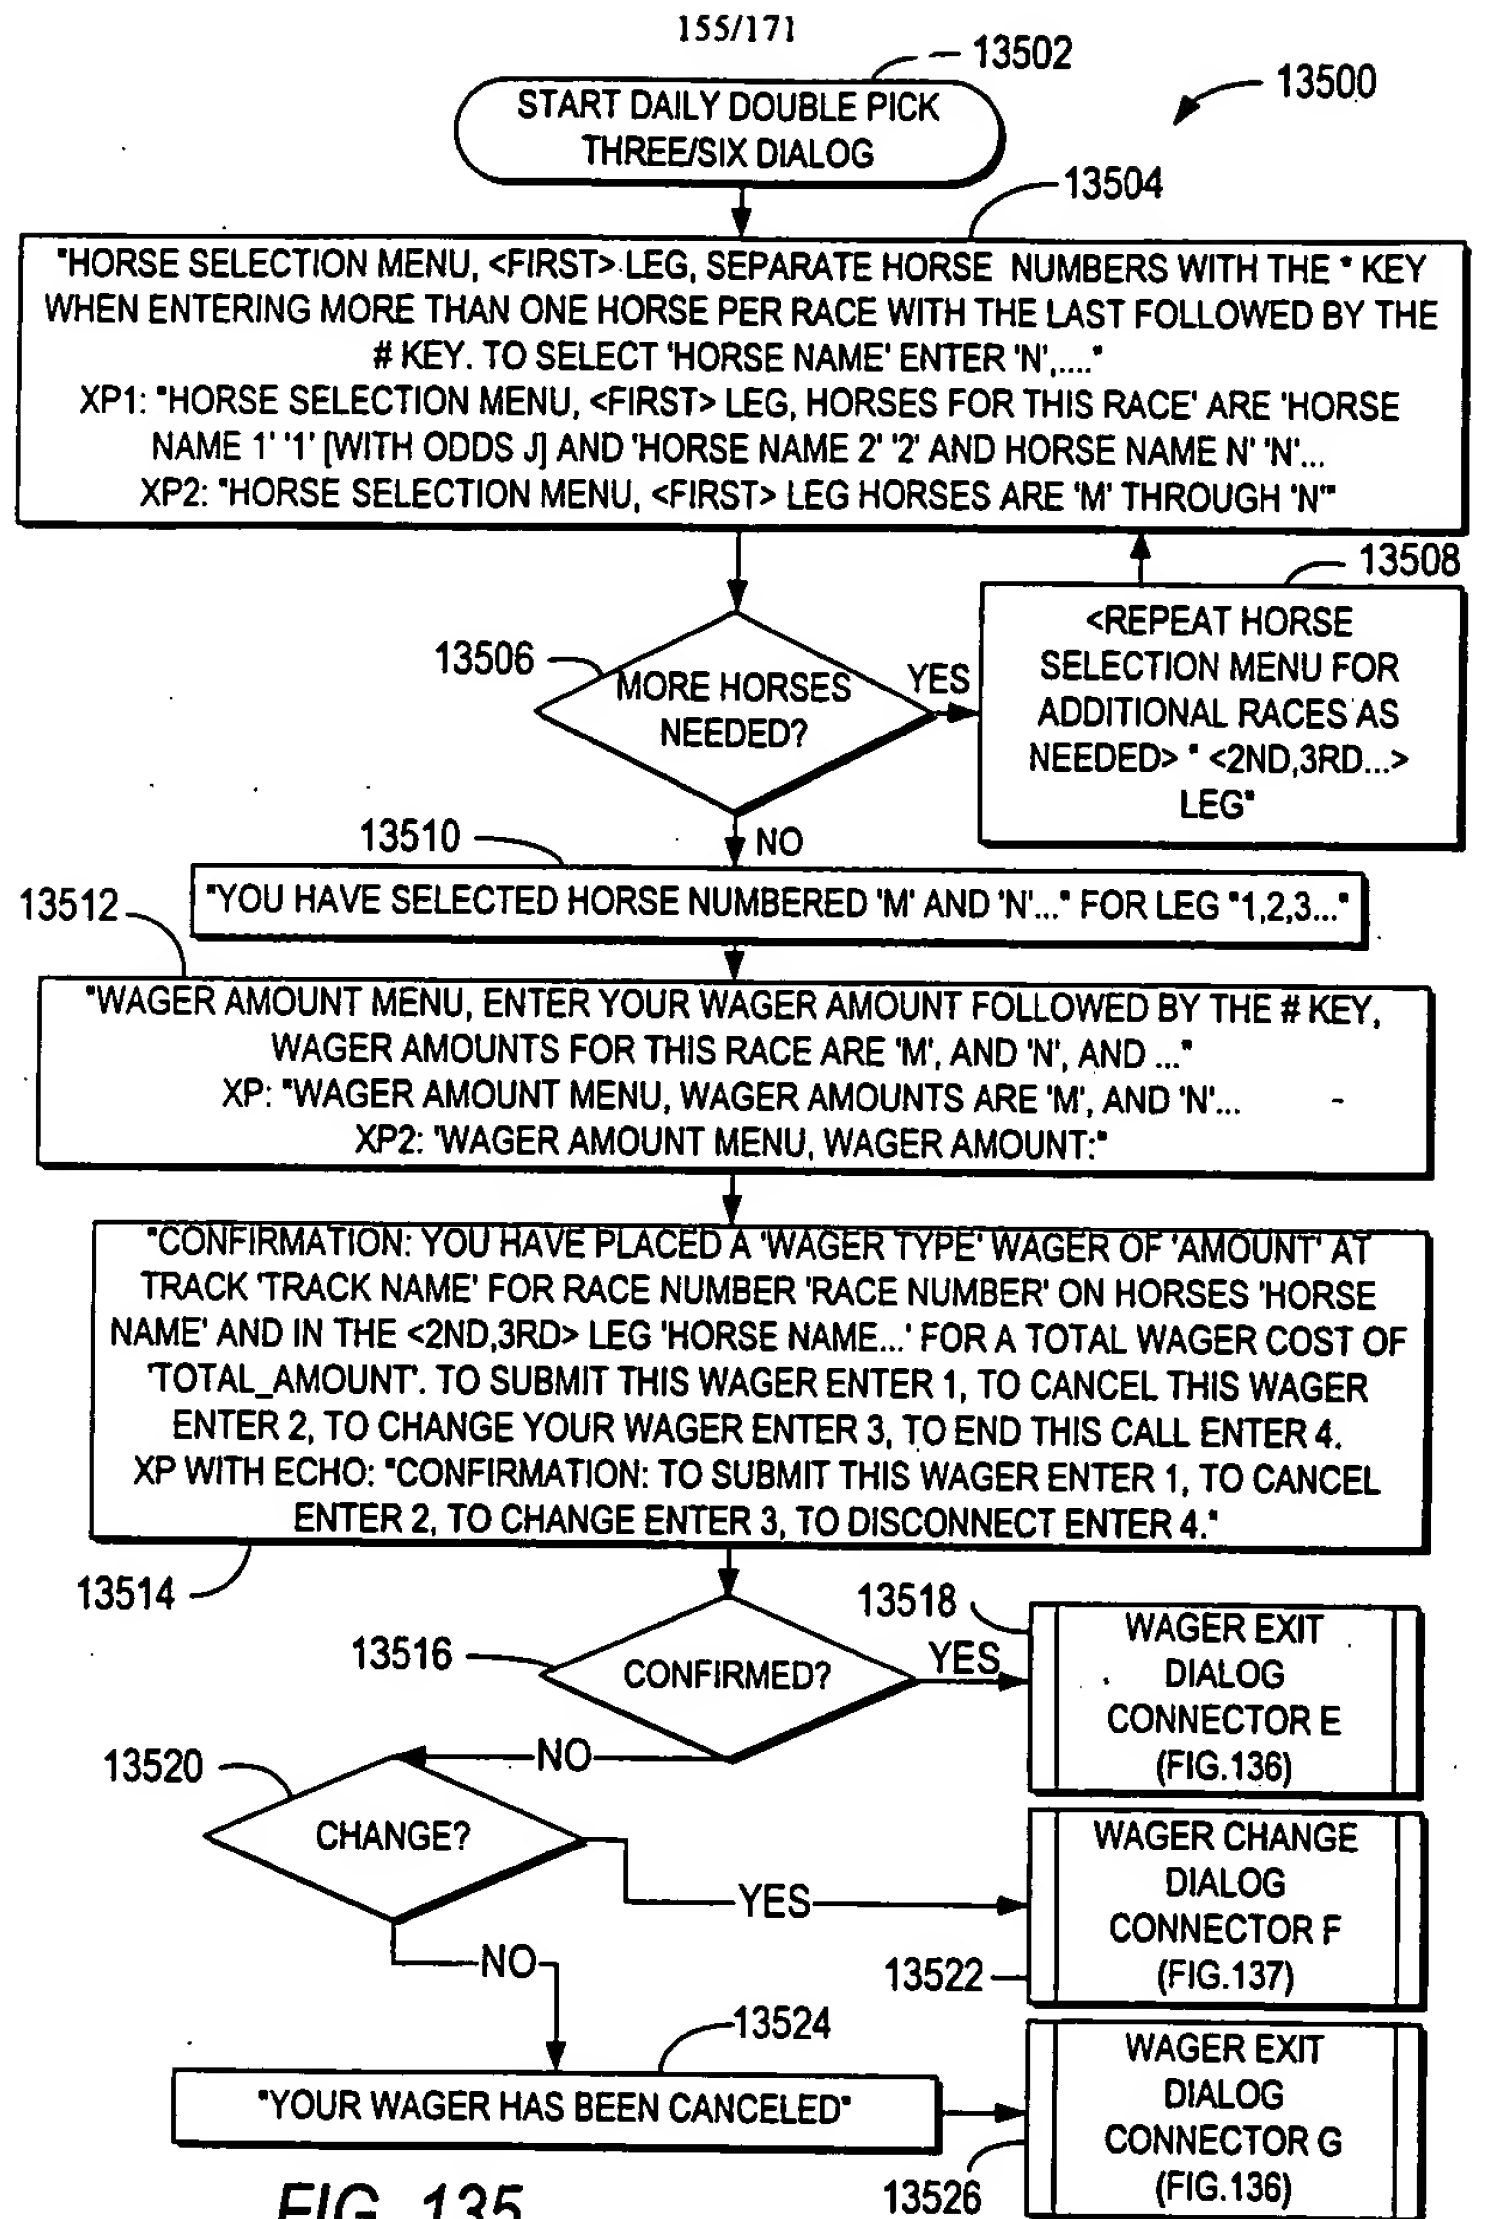 155/171
13502
13500
START DAILY DOUBLE PICK
THREE/SIX DIALOG
13504
"HORSE SELECTION MENU, <FIRST> LEG, SEPARATE HORSE NUMBERS WITH THE * KEY
WHEN ENTERING MORE THAN ONE HORSE PER RACE WITH THE LAST FOLLOWED BY THE
# KEY. TO SELECT 'HORSE NAME' ENTER 'N',...."
XP1: "HORSE SELECTION MENU, <FIRST> LEG, HORSES FOR THIS RACE' ARE 'HORSE
NAME 1' '1' [WITH ODDS J] AND 'HORSE NAME 2' '2' AND HORSE NAME N' 'N'...
XP2: "HORSE SELECTION MENU, <FIRST> LEG HORSES ARE 'M' THROUGH 'N'"
13508
<REPEAT HORSE
SELECTION MENU FOR
ADDITIONAL RACES AS
NEEDED> " <2ND,3RD...>
LEG"
13506
MORE HORSES
NEEDED?
YES
NO
13510
"YOU HAVE SELECTED HORSE NUMBERED 'M' AND 'N'..." FOR LEG "1,2,3..."
13512
"WAGER AMOUNT MENU, ENTER YOUR WAGER AMOUNT FOLLOWED BY THE # KEY,
WAGER AMOUNTS FOR THIS RACE ARE 'M', AND 'N', AND ..."
XP: "WAGER AMOUNT MENU, WAGER AMOUNTS ARE 'M', AND 'N'...
XP2: "WAGER AMOUNT MENU, WAGER AMOUNT:"
"CONFIRMATION: YOU HAVE PLACED A 'WAGER TYPE' WAGER OF 'AMOUNT' AT
TRACK 'TRACK NAME' FOR RACE NUMBER 'RACE NUMBER' ON HORSES 'HORSE
NAME' AND IN THE <2ND,3RD> LEG 'HORSE NAME...' FOR A TOTAL WAGER COST OF
'TOTAL_AMOUNT'. TO SUBMIT THIS WAGER ENTER 1, TO CANCEL THIS WAGER
ENTER 2, TO CHANGE YOUR WAGER ENTER 3, TO END THIS CALL ENTER 4.
XP WITH ECHO: "CONFIRMATION: TO SUBMIT THIS WAGER ENTER 1, TO CANCEL
ENTER 2, TO CHANGE ENTER 3, TO DISCONNECT ENTER 4."
13514
13516
CONFIRMED?
YES
NO
13518
WAGER EXIT
DIALOG
CONNECTOR E
(FIG.136)
13520
CHANGE?
YES
NO
13522
WAGER CHANGE
DIALOG
CONNECTOR F
(FIG.137)
13524
"YOUR WAGER HAS BEEN CANCELED"
13526
WAGER EXIT
DIALOG
CONNECTOR G
(FIG.136)
FIG. 135